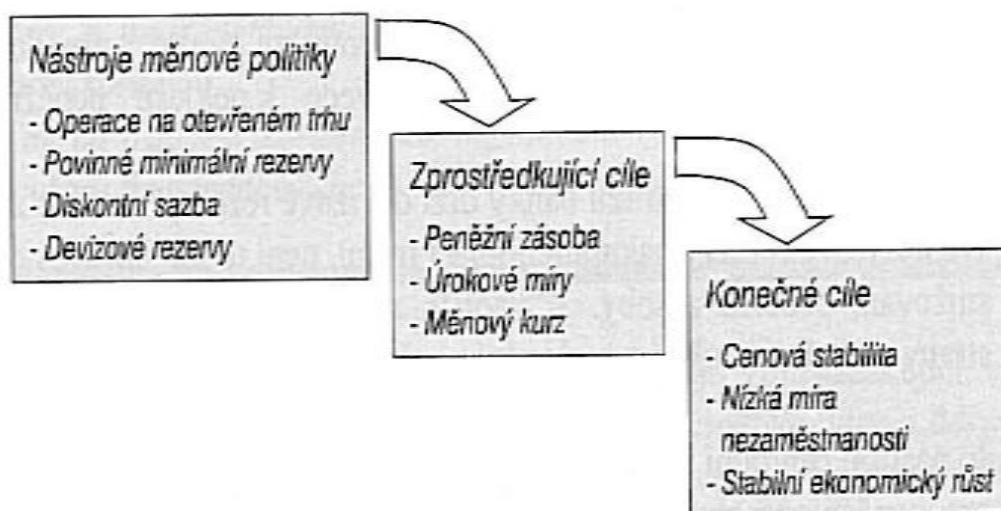 Nástroje měnové politiky
- Operace na otevřeném trhu
- Povinné minimální rezervy
- Diskontní sazba
- Devizové rezervy
Zprostředkující cíle
- Peněžní zásoba
- Úrokové míry
- Měnový kurz
Konečné cíle
- Cenová stabilita
- Nízká míra
nezaměstnanosti
- Stabilní ekonomický růst